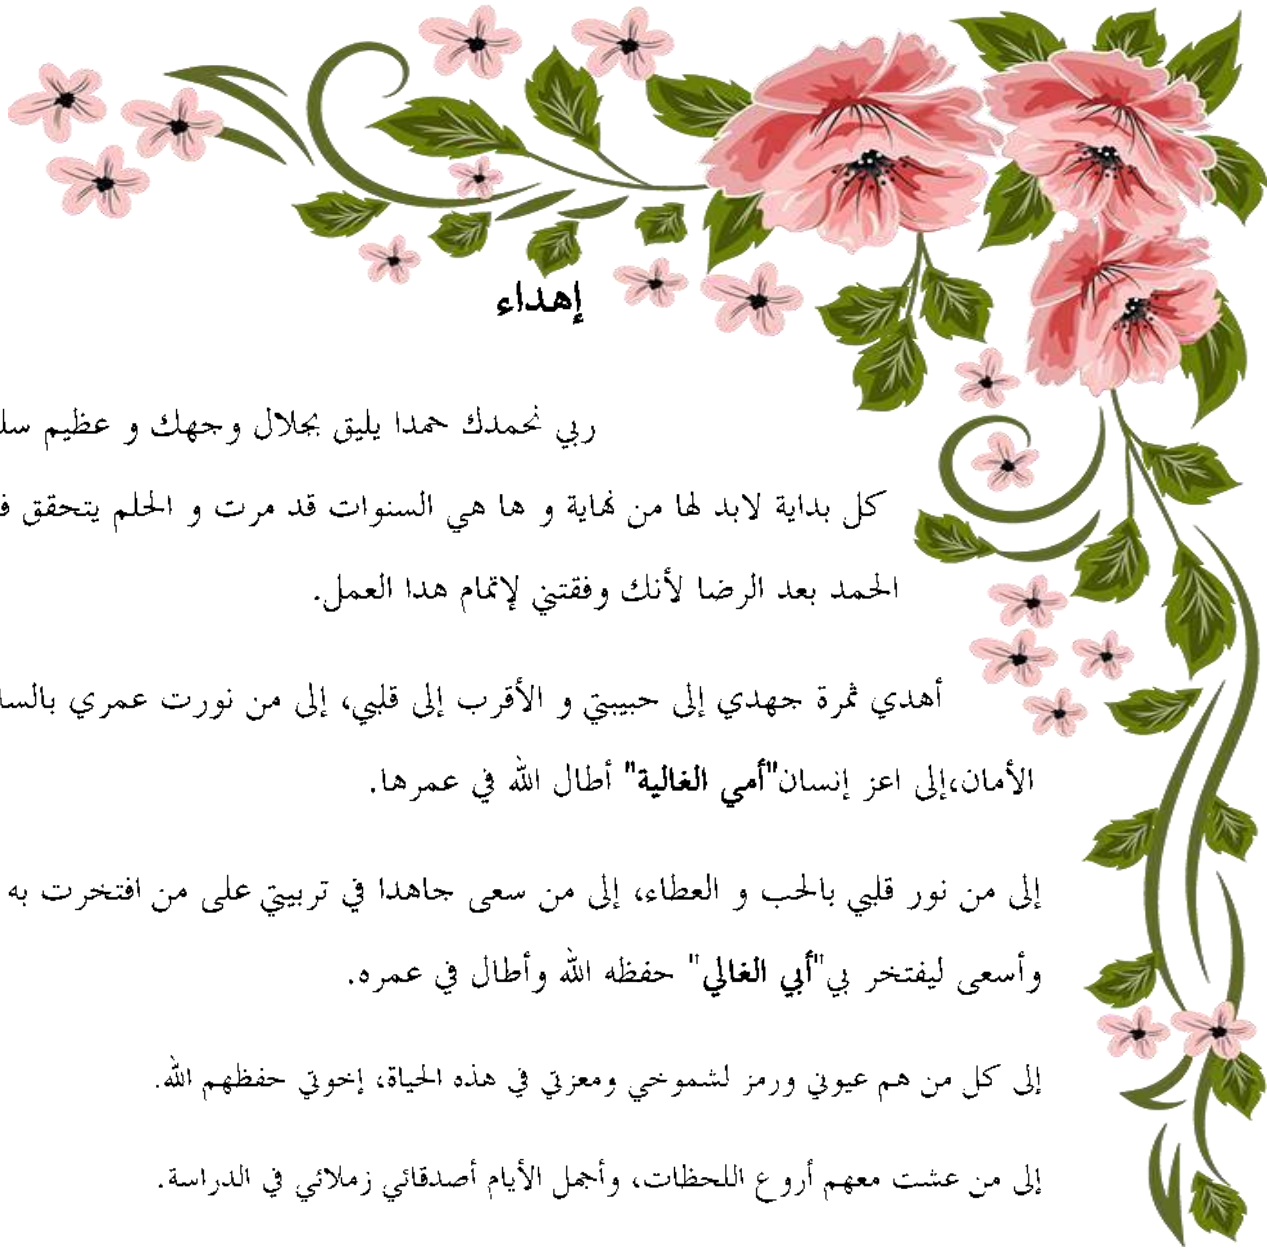 إهداء
ربي نحمدك حمدا يليق بجلال وجهك و عظيم
كل بداية لابد لها من نهاية و ها هي السنوات قد مرت و الحلم يتحقق
الحمد بعد الرضا لأنك وفقتني لإتمام هدا العمل.
أهدي ثمرة جهدي إلى حبيبتي و الأقرب إلى قلبي، إلى من نورت عمري
الأمان،إلى اعز إنسان"أمي الغالية" أطال الله في عمرها.
إلى من نور قلبي بالحب و العطاء، إلى من سعى جاهدا في تربيتي على من افتخرت به
وأسعى ليفتخر بي"أبي الغالي" حفظه الله وأطال في عمره.
إلى كل من هم عيوني ورمز لشموخي ومعزتي في هذه الحياة، إخوتي حفظهم الله.
إلى من عشت معهم أروع اللحظات، وأجمل الأيام أصدقائي زملائي في الدراسة.